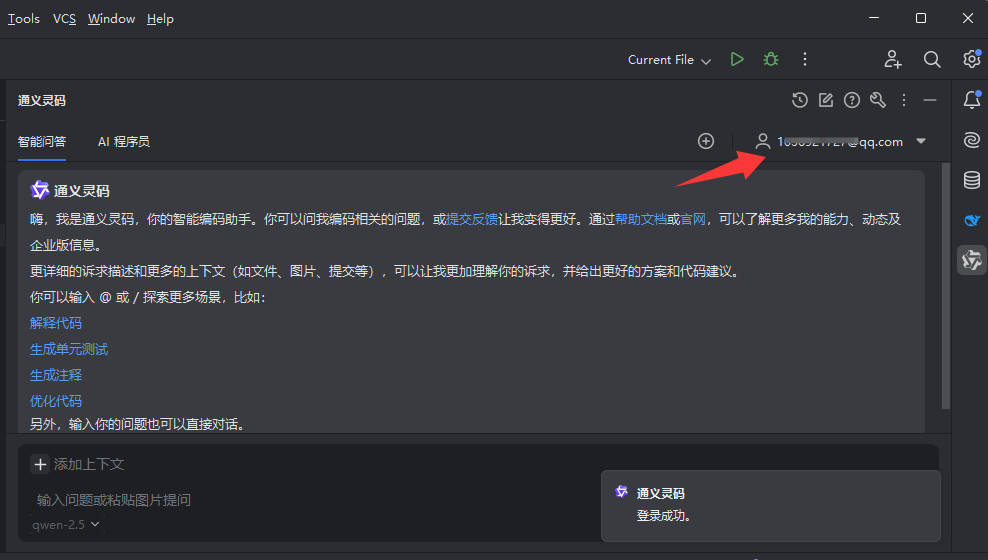 Tools VCS Window Help
Current File
通义灵码
智能问答 AI 程序员
@qq.com
通义灵码
嗨，我是通义灵码，你的智能编码助手。你可以问我编码相关的问题，或提交反馈让我变得更好。通过帮助文档或官网，可以了解更多我的能力、动态及
企业版信息。
更详细的诉求描述和更多的上下文（如文件、图片、提交等），可以让我更加理解你的诉求，并给出更好的方案和代码建议。
你可以输入 @ 或 / 探索更多场景，比如：
解释代码
生成单元测试
生成注释
优化代码
另外，输入你的问题也可以直接对话。
添加上下文
输入问题或粘贴图片提问
qwen-2.5
通义灵码
登录成功。